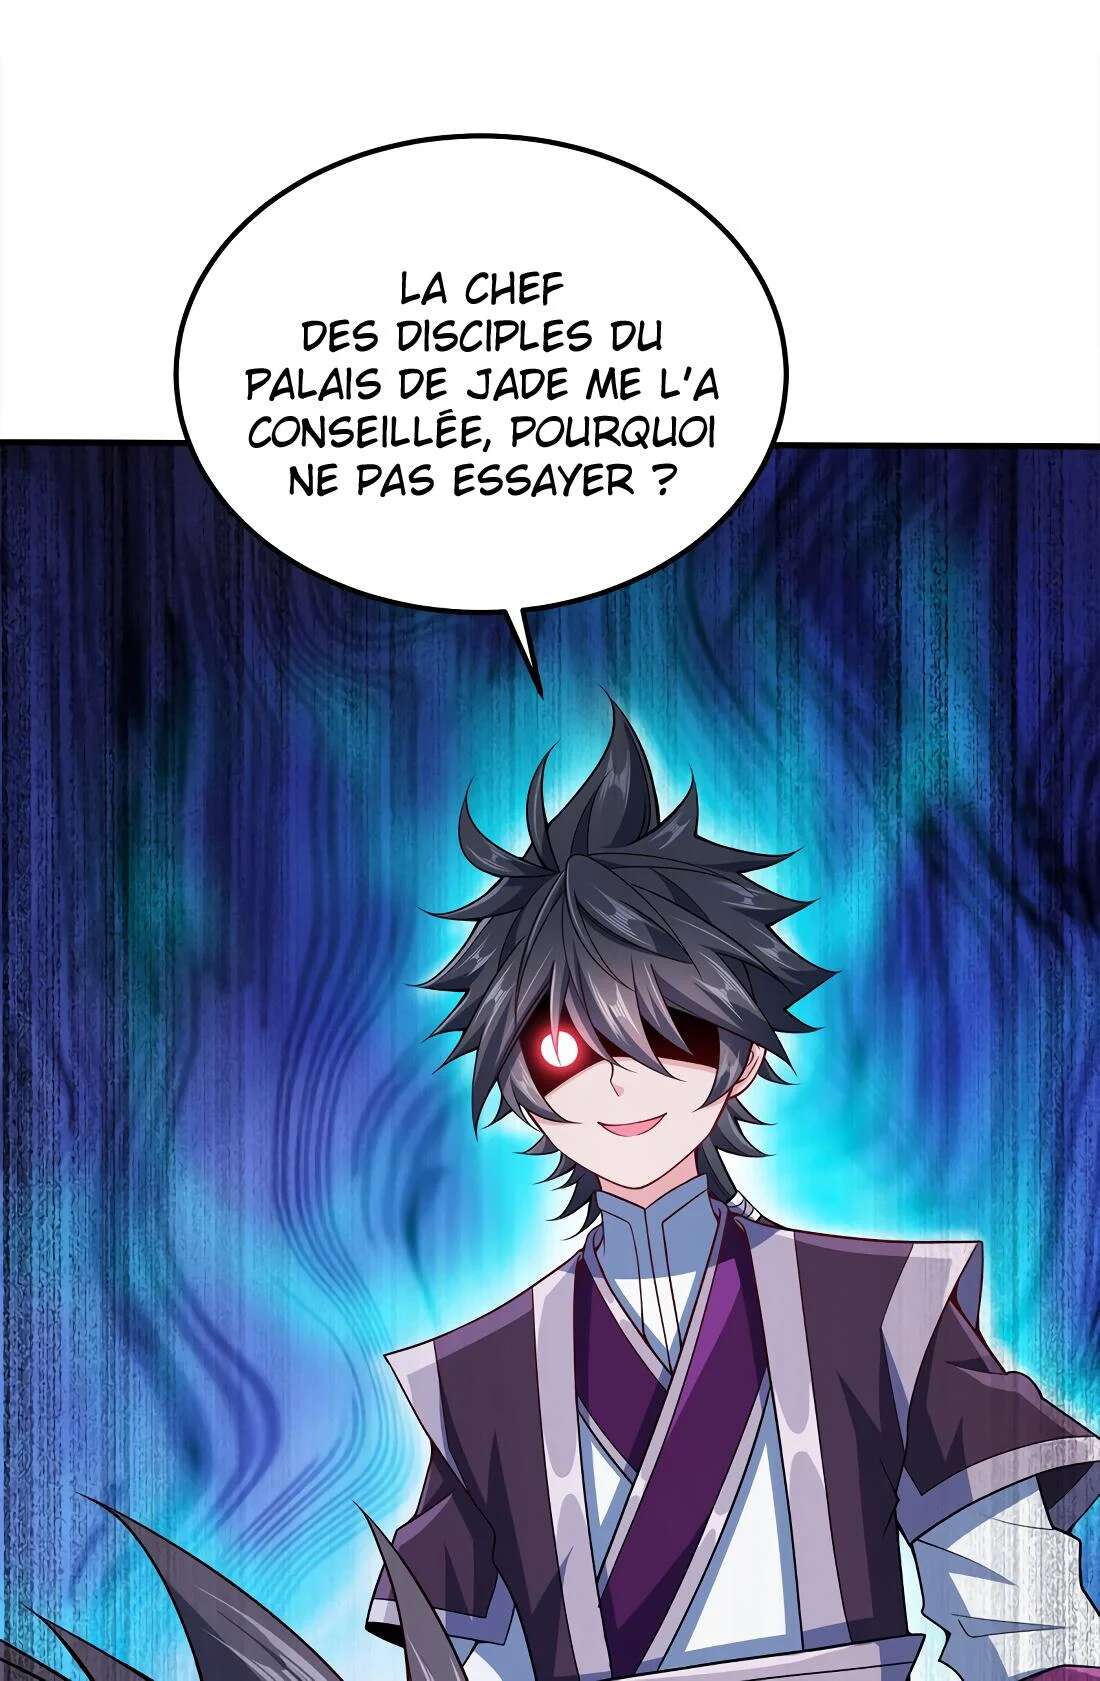 LA CHEF
DES DISCIPLES DU
PALAIS DE JADE ME L'A
CONSEILLÉE, POURQUOI
NE PAS ESSAYER ?